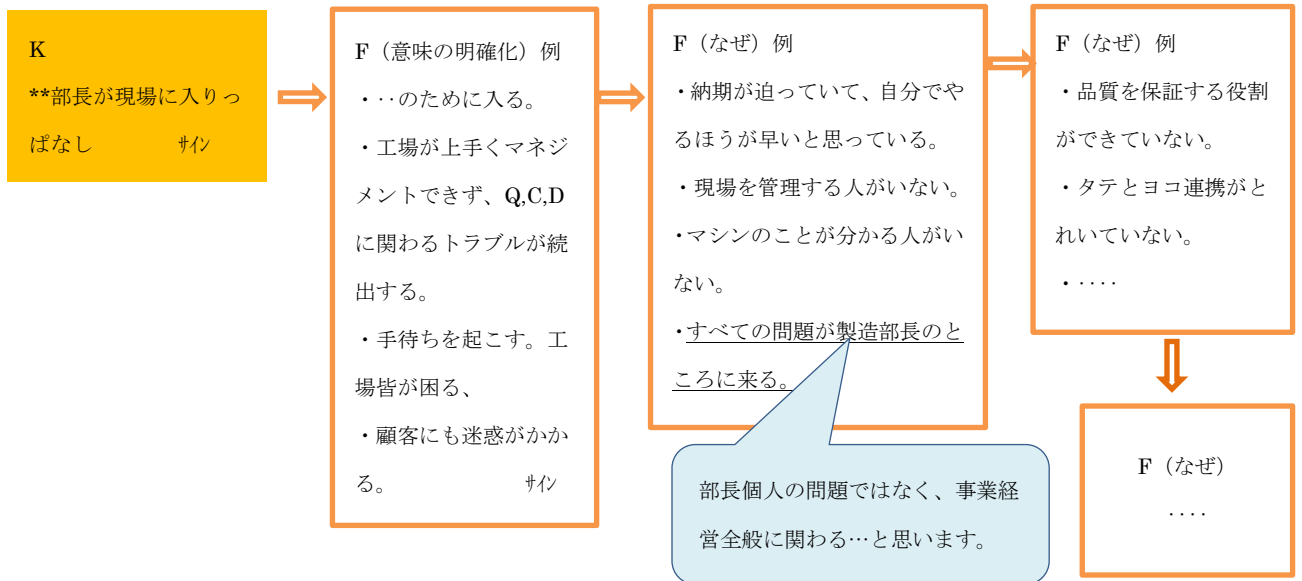 K
**部長が現場に入りっ
ぱなし ｻｲﾝ
F（意味の明確化）例
・‥のために入る。
・工場が上手くマネジ
メントできず、Q,C,D
に関わるトラブルが続
出する。
・手待ちを起こす。工
場皆が困る、
・顧客にも迷惑がかか
る。 ｻｲﾝ
F（なぜ）例
・納期が迫っていて、自分でや
るほうが早いと思っている。
・現場を管理する人がいない。
・マシンのことが分かる人がい
ない。
・すべての問題が製造部長のと
ころに来る。
部長個人の問題ではなく、事業経
営全般に関わる…と思います。
F（なぜ）例
・品質を保証する役割
ができていない。
・タテとヨコ連携がと
れいていない。
・‥‥
F（なぜ）
‥‥